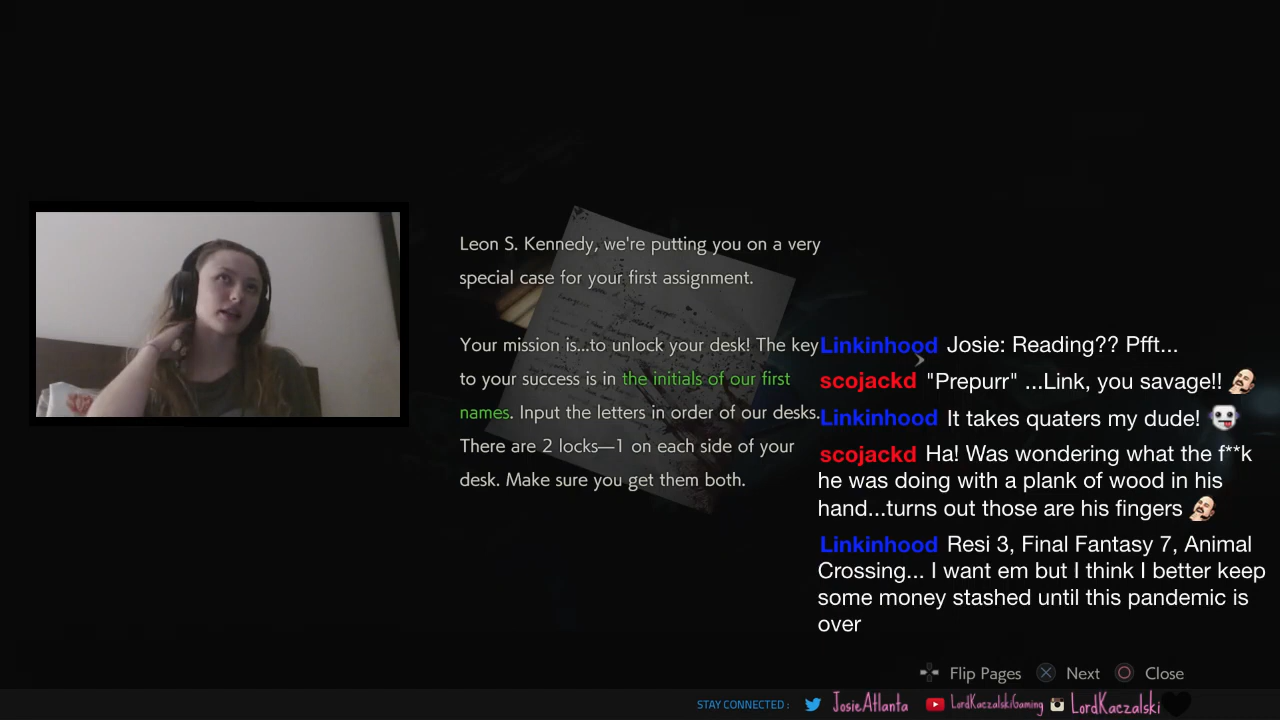 Leon S. Kennedy, we're putting you on a very
special case for your first assignment.
Your mission is...to unlock your desk! The key
to your success is in the initials of our first
names. Input the letters in order of our desks.
There are 2 locks—1 on each side of your
desk. Make sure you get them both.
Linkinhood Josie: Reading?? Pfft...
scojackd "Prepurr" ...Link, you savage!!
Linkinhood It takes quaters my dude!
scojackd Ha! Was wondering what the f**k
he was doing with a plank of wood in his
hand...turns out those are his fingers
Linkinhood Resi 3, Final Fantasy 7, Animal
Crossing... I want em but I think I better keep
some money stashed until this pandemic is
over
Flip Pages Next Close
STAY CONNECTED : JosieAtlanta LordKaczalskiGaming LordKaczalski